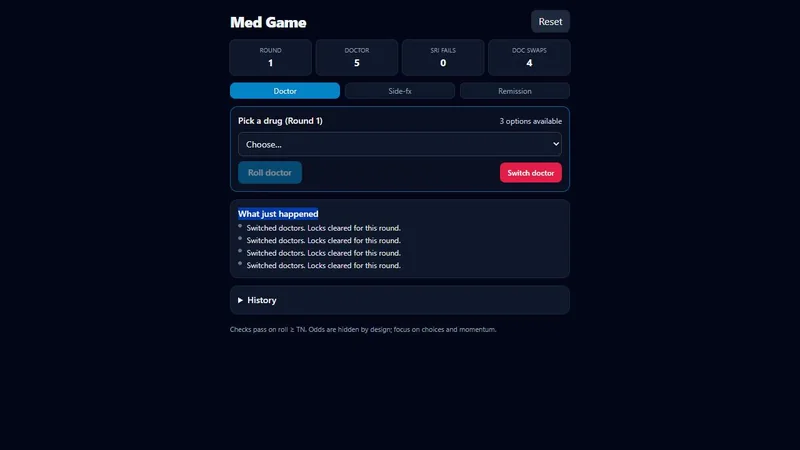 Med Game
Reset
ROUND
1
DOCTOR
5
SRI FAILS
0
DOC SWAPS
4
Doctor
Side-fx
Remission
Pick a drug (Round 1)
3 options available
Choose...
Roll doctor
Switch doctor
What just happened
Switched doctors. Locks cleared for this round.
Switched doctors. Locks cleared for this round.
Switched doctors. Locks cleared for this round.
Switched doctors. Locks cleared for this round.
History
Checks pass on roll ≥ TN. Odds are hidden by design; focus on choices and momentum.